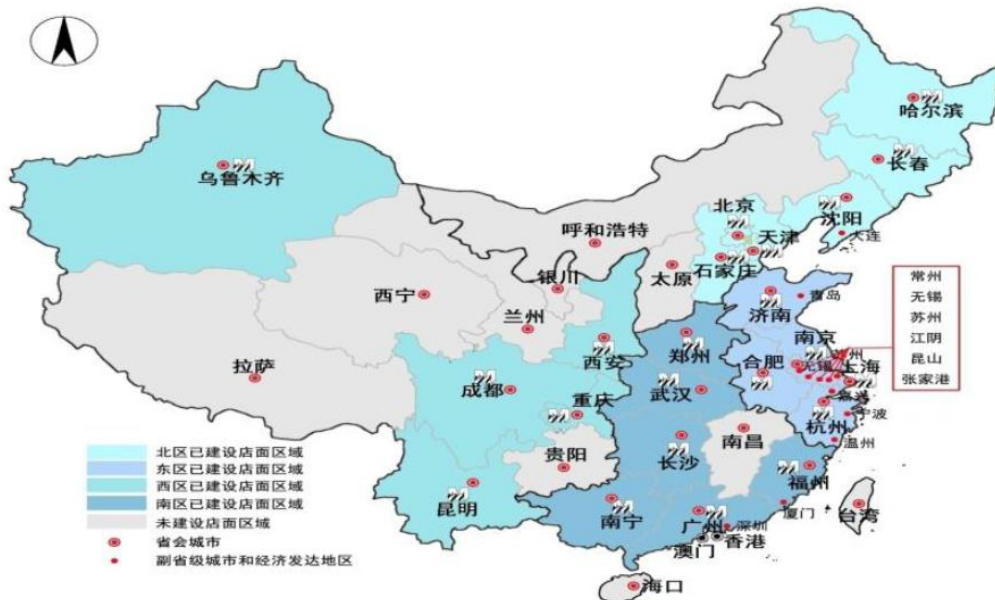 哈尔滨
长春
乌鲁木齐
北京
沈阳
大连
天津
呼和浩特
石家庄
太原
银川
西宁
济南
青岛
兰州
常州
无锡
苏州
江阴
昆山
张家港
南京
西安
郑州
合肥
无锡
上海
拉萨
成都
武汉
重庆
嘉兴
杭州
宁波
南昌
温州
长沙
贵阳
福州
昆明
南宁
广州
深圳
厦门
台湾
澳门
香港
海口
北区已建设店面区域
东区已建设店面区域
西区已建设店面区域
南区已建设店面区域
未建设店面区域
省会城市
副省级城市和经济发达地区